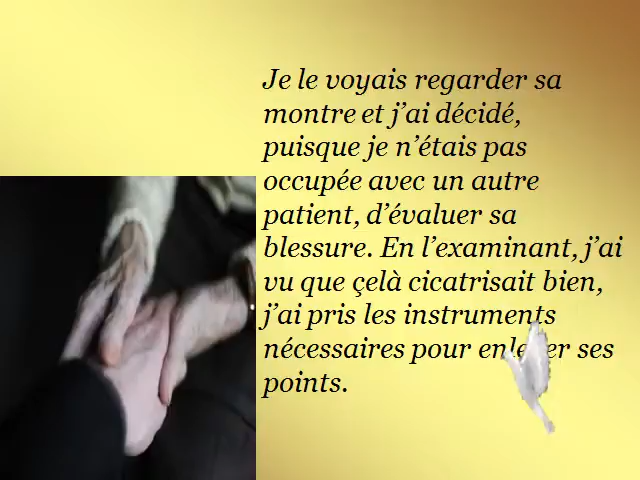 Je le voyais regarder sa
montre et j’ai décidé,
puisque je n’étais pas
occupée avec un autre
patient, d’évaluer sa
blessure. En l’examinant, j’ai
vu que çelà cicatrisait bien,
j’ai pris les instruments
nécessaires pour enlever ses
points.